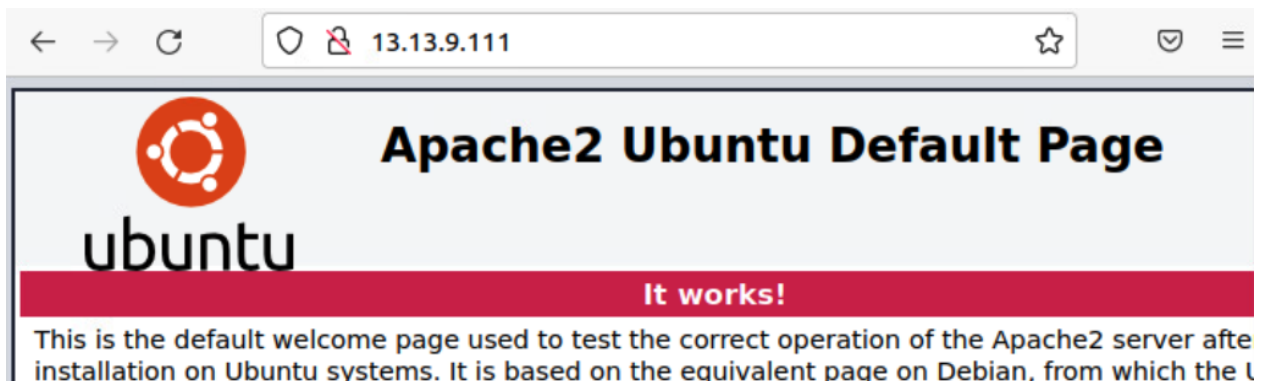 13.13.9.111
Apache2 Ubuntu Default Page
ubuntu
It works!
This is the default welcome page used to test the correct operation of the Apache2 server afte
installation on Ubuntu systems. It is based on the equivalent page on Debian, from which the U